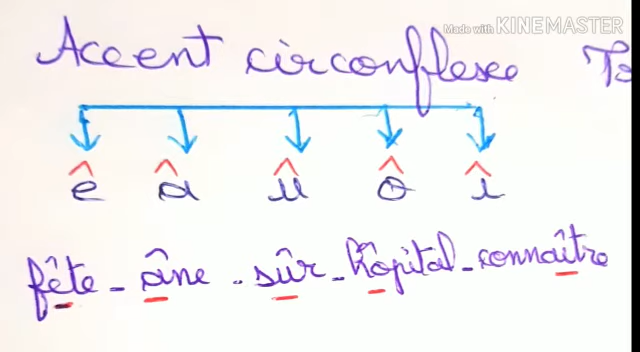 Made with KINEMASTER
Accent circonflexe
ê â û ô î
fête - âne - sûr - hôpital - connaître